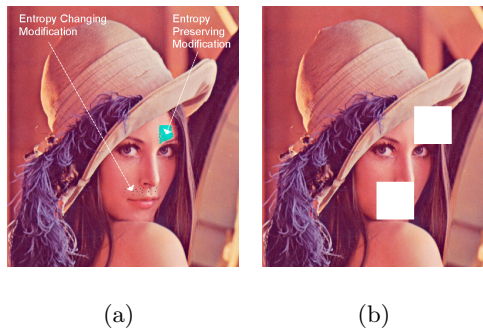 Entropy Changing
Modification
Entropy
Preserving
Modification
(a)
(b)